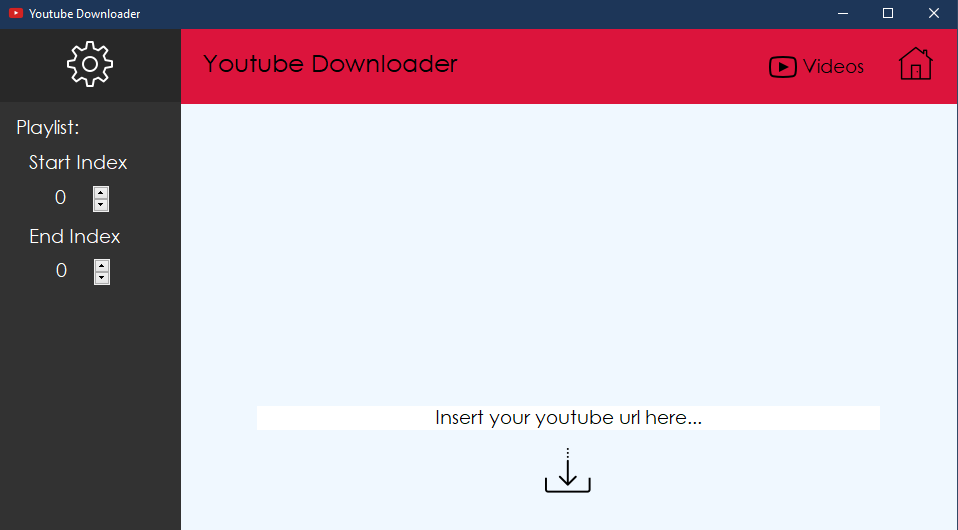 Youtube Downloader
Youtube Downloader
Videos
Playlist:
Start Index
0
End Index
0
Insert your youtube url here...